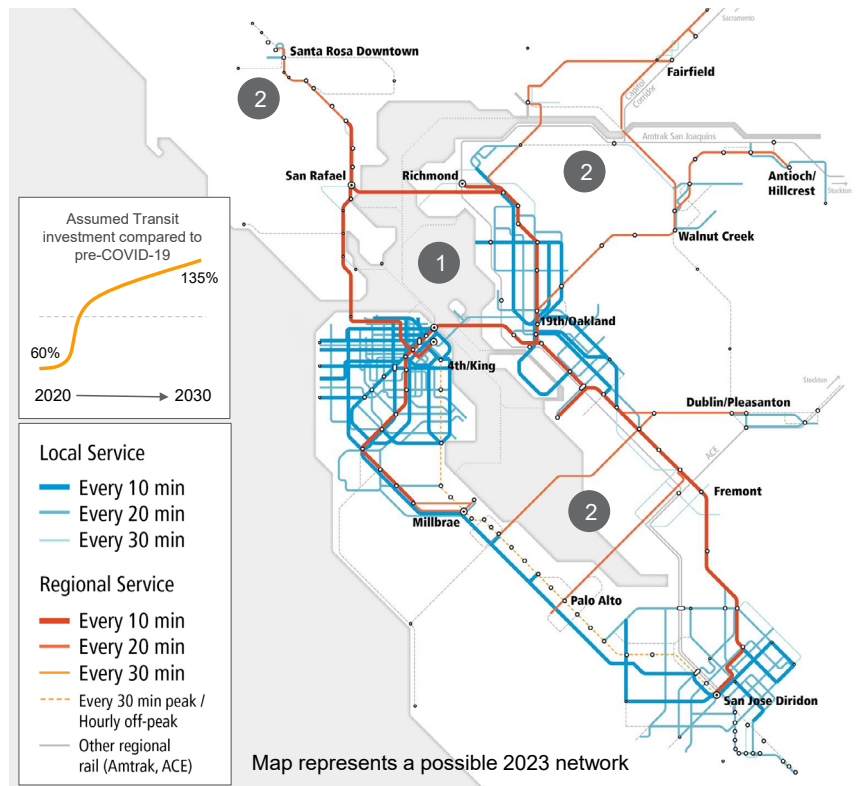 Sacramento
Santa Rosa Downtown
Fairfield
2
Capitol
Corridor
Amtrak San Joaquins
2
San Rafael
Richmond
Antioch/
Hillcrest
Stockton
Assumed Transit
investment compared to
pre-COVID-19
135%
60%
2020
2030
Walnut Creek
1
19th/Oakland
4th/King
Stockton
Dublin/Pleasanton
ACE
Fremont
2
Millbrae
Palo Alto
San Jose Diridon
Local Service
Every 10 min
Every 20 min
Every 30 min
Regional Service
Every 10 min
Every 20 min
Every 30 min
Every 30 min peak /
Hourly off-peak
Other regional
rail (Amtrak, ACE)
Map represents a possible 2023 network